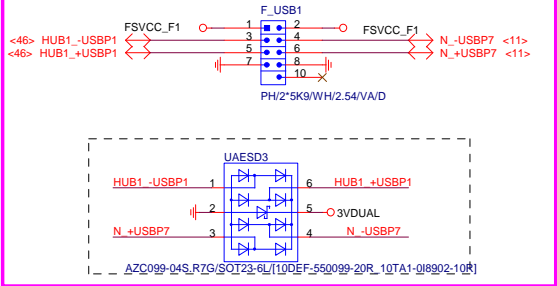 F_USB1
FSVCC_F1 1 2 FSVCC_F1
<46> HUB1_-USBP1 3 4 N_-USBP7 <11>
<46> HUB1_+USBP1 5 6 N_+USBP7 <11>
7 8
10
PH/2*5K9/WH/2.54/VA/D
UAESD3
HUB1_-USBP1 1 6 HUB1_+USBP1
2 5 3VDUAL
N_+USBP7 3 4 N_-USBP7
AZC099-04S.R7G/SOT23-6L/[10DEF-550099-20R_10TA1-0I8902-10R]